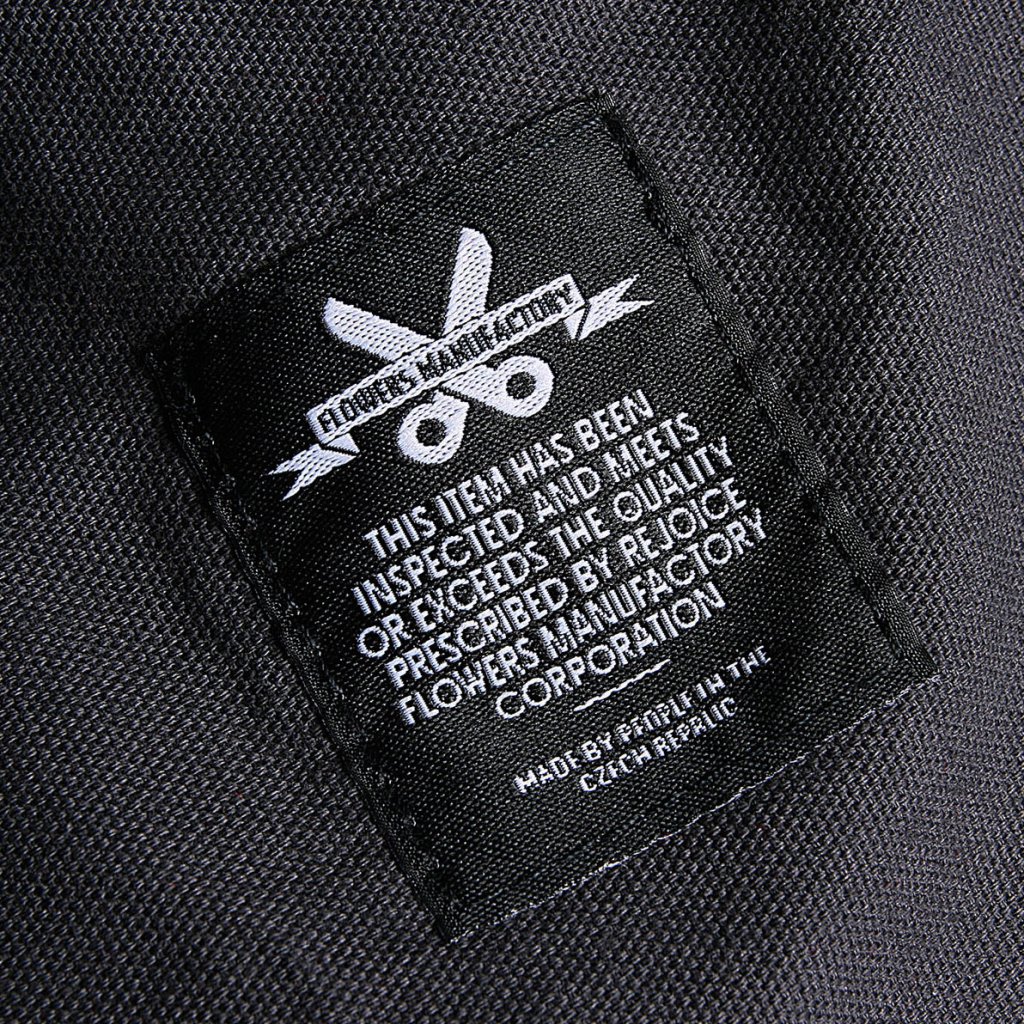 FLOWERS MANUFACTORY
THIS ITEM HAS BEEN
INSPECTED AND MEETS
OR EXCEEDS THE QUALITY
PRESCRIBED BY REJOICE
FLOWERS MANUFACTORY
CORPORATION
MADE BY PEOPLE IN THE
CZECH REPBLIC